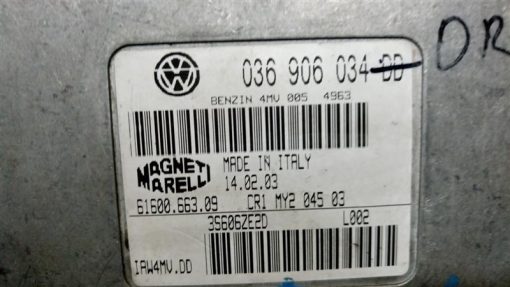 036 906 034 DD DR
BENZIN 4MV 005 4963
MAGNETI MARELLI
MADE IN ITALY
14.02.03
61600.663.09 CR1 MY2 045 03
3S606ZE2D L002
IAW4MV.DD